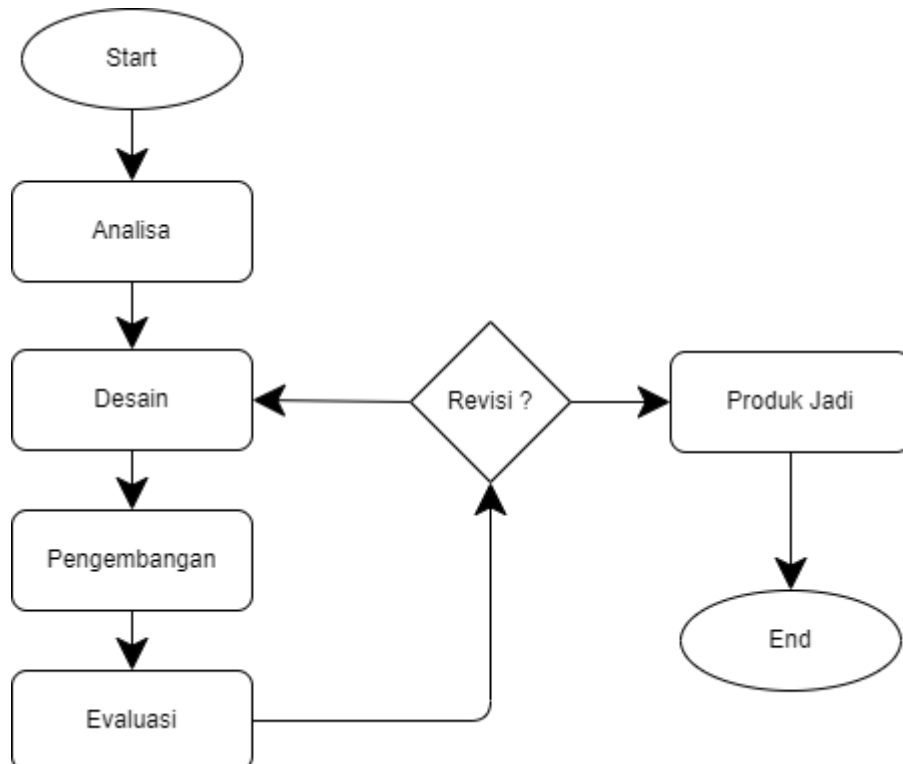 Start
Analisa
Desain
Revisi ?
Produk Jadi
Pengembangan
End
Evaluasi